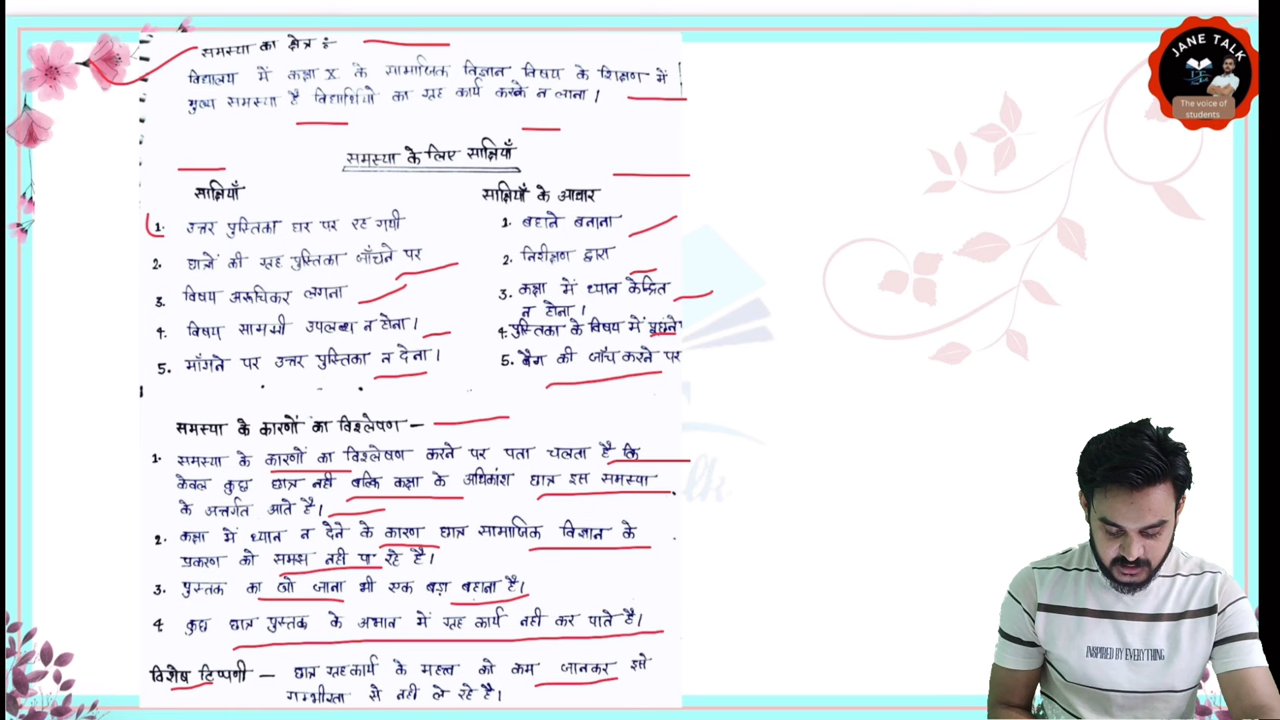 समस्या का क्षेत्र :-
विद्यालय में कक्षा X के सामाजिक विज्ञान विषय के शिक्षण में
मुख्य समस्या है विद्यार्थियों का गृह कार्य करके न लाना।
समस्या के लिए साक्षियाँ
साक्षियाँ
साक्षियों के आधार
1. उत्तर पुस्तिका घर पर रह गयी
1. बहाने बनाना
2. छात्रों की गृह पुस्तिका जाँचने पर
2. निरीक्षण द्वारा
3. विषय अरूचिकर लगना
3. कक्षा में ध्यान केन्द्रित
न होना।
4. विषय सामग्री उपलब्ध न होना।
4. पुस्तिका के विषय में पूछने
5. माँगने पर उत्तर पुस्तिका न देना।
5. बैग की जाँच करने पर
समस्या के कारणों का विश्लेषण –
1. समस्या के कारणों का विश्लेषण करने पर पता चलता है कि
केवल कुछ छात्र नही बल्कि कक्षा के अधिकांश छात्र इस समस्या
के अन्तर्गत आते है।
2. कक्षा में ध्यान न देने के कारण छात्र सामाजिक विज्ञान के
प्रकरण को समझ नही पा रहे है।
3. पुस्तक का खो जाना भी एक बड़ा बहाना है।
4. कुछ छात्र पुस्तक के अभाव में गृह कार्य नही कर पाते है।
विशेष टिप्पणी – छात्र गृहकार्य के महत्व को कम जानकर इसे
गम्भीरता से नही ले रहे है।
JANE TALK
The voice of
students
INSPIRED BY EVERYTHING